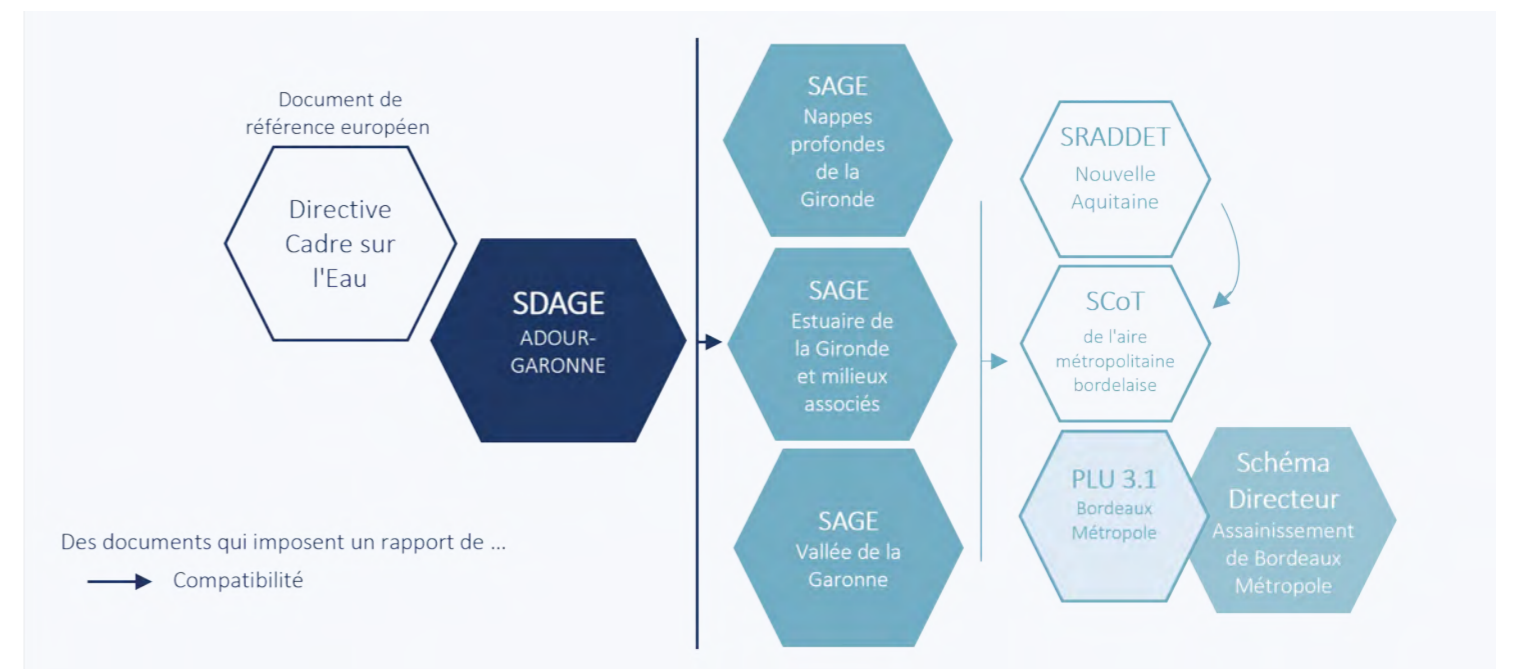 Document de
référence européen
Directive
Cadre sur
l'Eau
SDAGE
ADOUR-
GARONNE
SAGE
Nappes
profondes
de la
Gironde
SAGE
Estuaire de
la Gironde
et milieux
associés
SAGE
Vallée de la
Garonne
SRADDET
Nouvelle
Aquitaine
SCoT
de l'aire
métropolitaine
bordelaise
PLU 3.1
Bordeaux
Métropole
Schéma
Directeur
Assainissement
de Bordeaux
Métropole
Des documents qui imposent un rapport de ...
Compatibilité